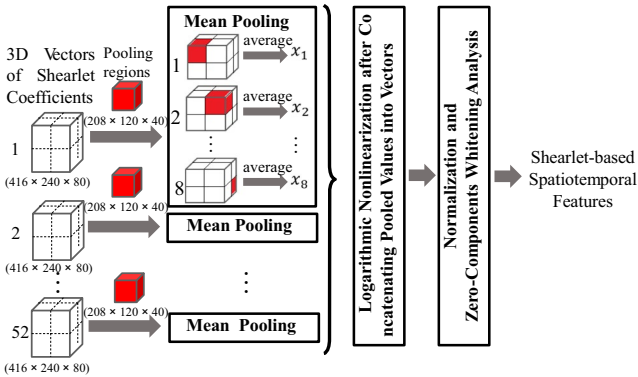 3D Vectors
of Shearlet
Coefficients
Pooling
regions
Mean Pooling
1
(416 × 240 × 80)
(208 × 120 × 40)
1
average
x1
2
average
x2
⋮
⋮
8
average
x8
2
(416 × 240 × 80)
(208 × 120 × 40)
Mean Pooling
⋮
⋮
52
(416 × 240 × 80)
(208 × 120 × 40)
Mean Pooling
Logarithmic Nonlinearization after Co
ncatenating Pooled Values into Vectors
Normalization and
Zero-Components Whitening Analysis
Shearlet-based
Spatiotemporal
Features